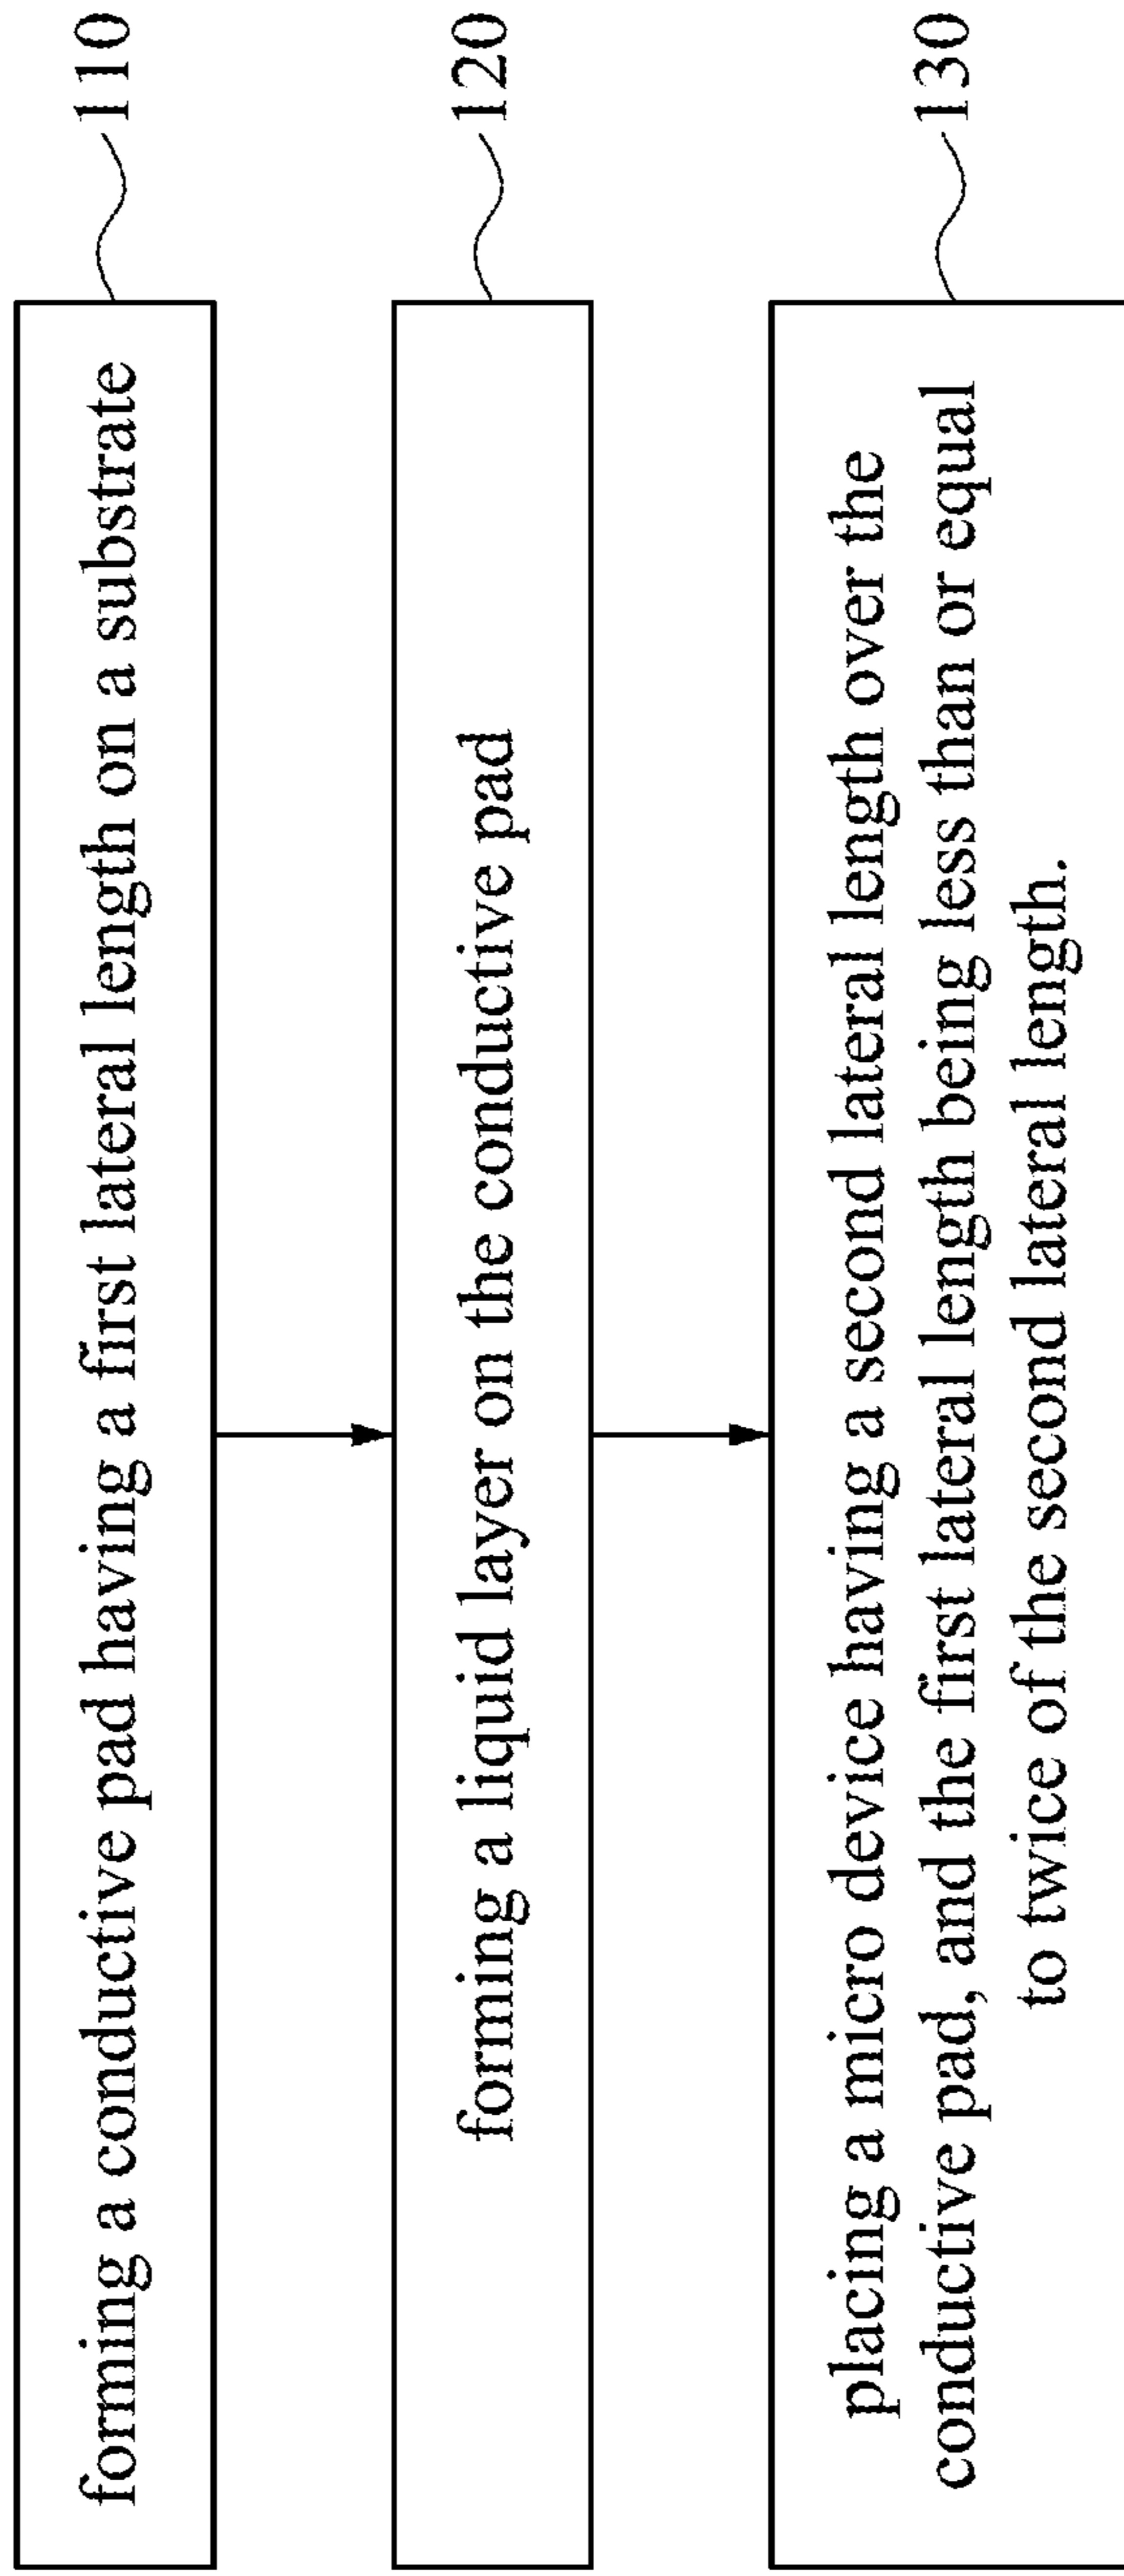 forming a conductive pad having a first lateral length on a substrate
110
forming a liquid layer on the conductive pad
120
placing a micro device having a second lateral length over the
conductive pad, and the first lateral length being less than or equal
to twice of the second lateral length.
130